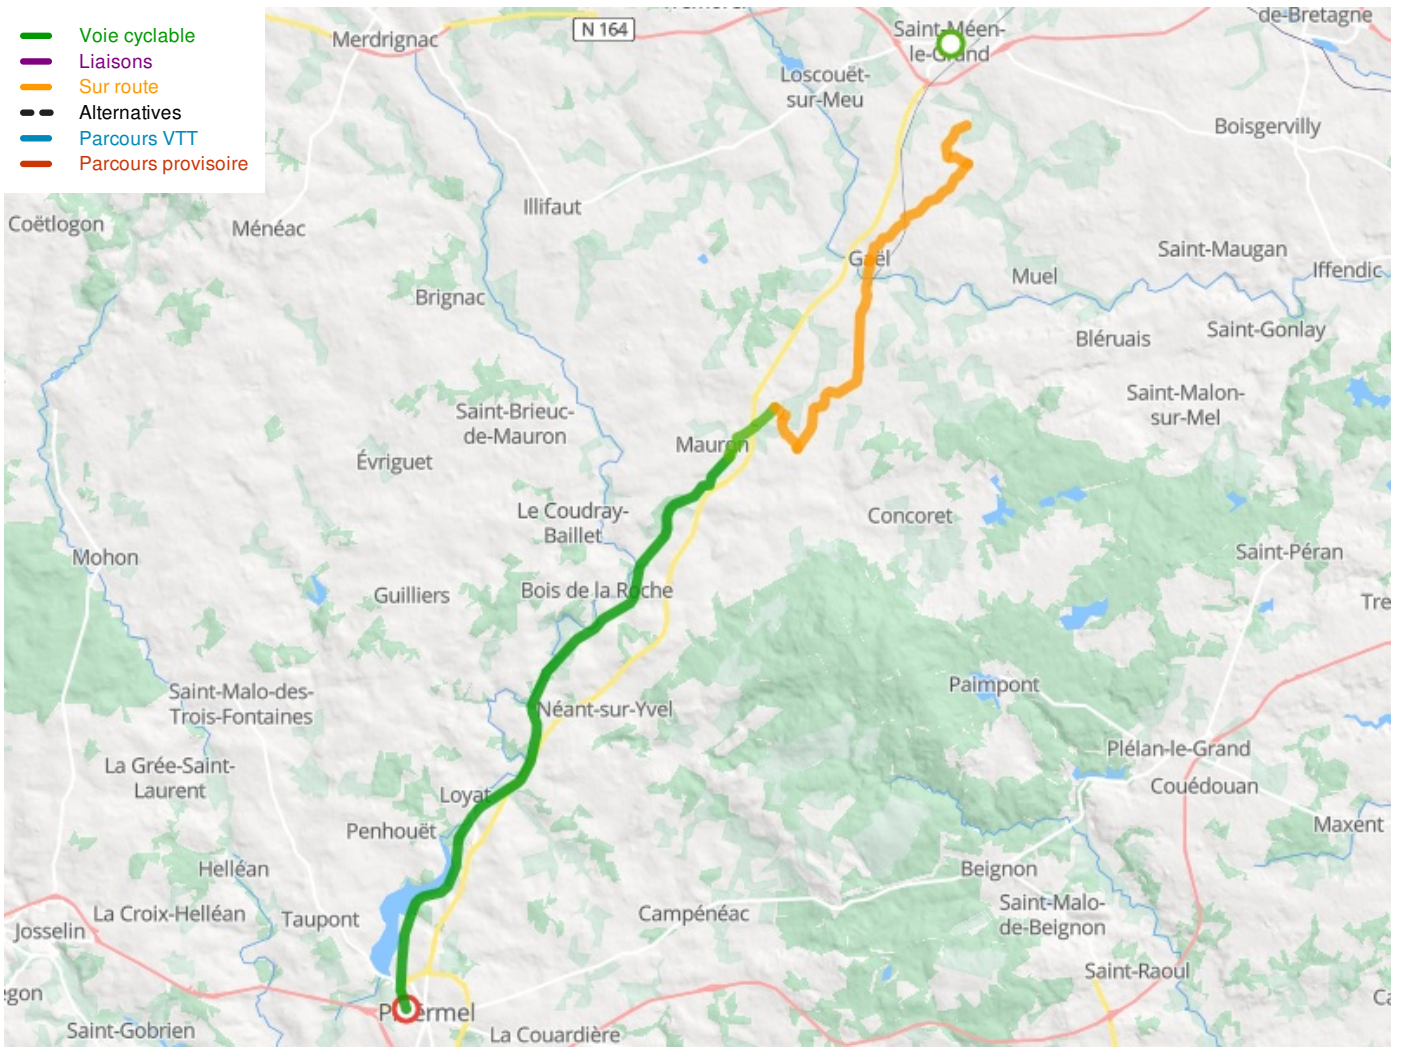 Voie cyclable
Liaisons
Sur route
Alternatives
Parcours VTT
Parcours provisoire
Merdrignac
N 164
Saint-Méen-
le-Grand
de-Bretagne
Loscouët-
sur-Meu
Boisgervilly
Illifaut
Coëtlogon
Ménéac
Gaël
Saint-Maugan
Muel
Iffendic
Brignac
Bléruais
Saint-Gonlay
Saint-Brieuc-
de-Mauron
Saint-Malon-
sur-Mel
Mauron
Évriguet
Le Coudray-
Baillet
Concoret
Mohon
Saint-Péran
Guilliers
Bois de la Roche
Tre
Saint-Malo-des-
Trois-Fontaines
Paimpont
Néant-sur-Yvel
Plélan-le-Grand
La Grée-Saint-
Laurent
Couédouan
Loyat
Penhouët
Maxent
Helléan
Beignon
La Croix-Helléan
Taupont
Campénéac
Saint-Malo-
de-Beignon
Josselin
Saint-Raoul
egon
Ca
Ploërmel
Saint-Gobrien
La Couardière